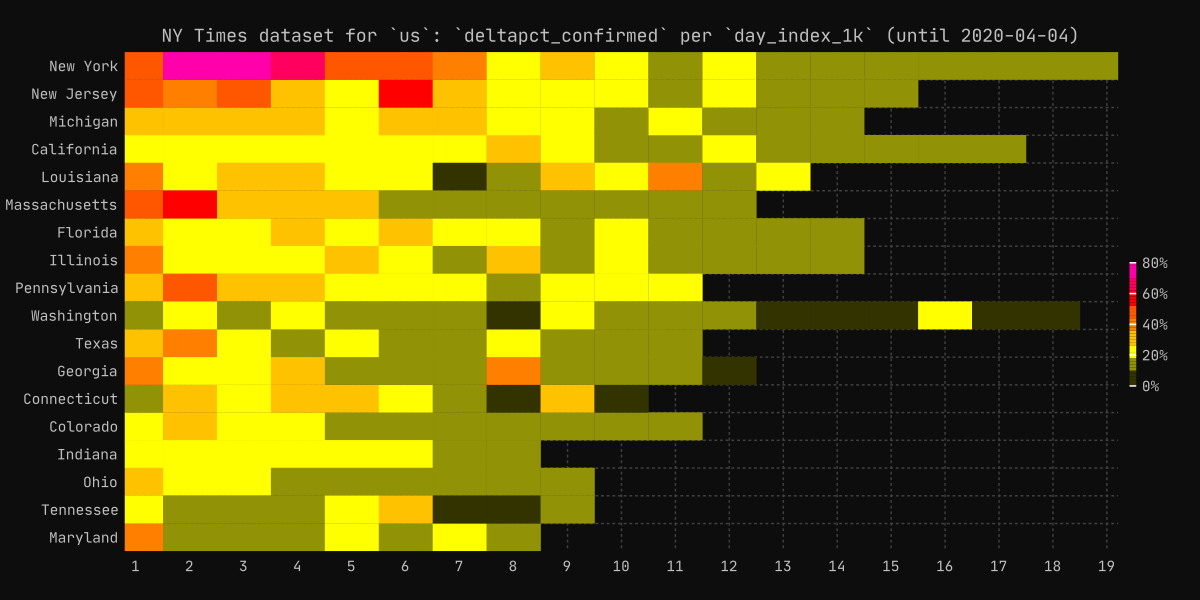 NY Times dataset for `us`: `deltapct_confirmed` per `day_index_1k` (until 2020-04-04)
New York
New Jersey
Michigan
California
Louisiana
Massachusetts
Florida
Illinois
Pennsylvania
Washington
Texas
Georgia
Connecticut
Colorado
Indiana
Ohio
Tennessee
Maryland
80%
60%
40%
20%
0%
1 2 3 4 5 6 7 8 9 10 11 12 13 14 15 16 17 18 19